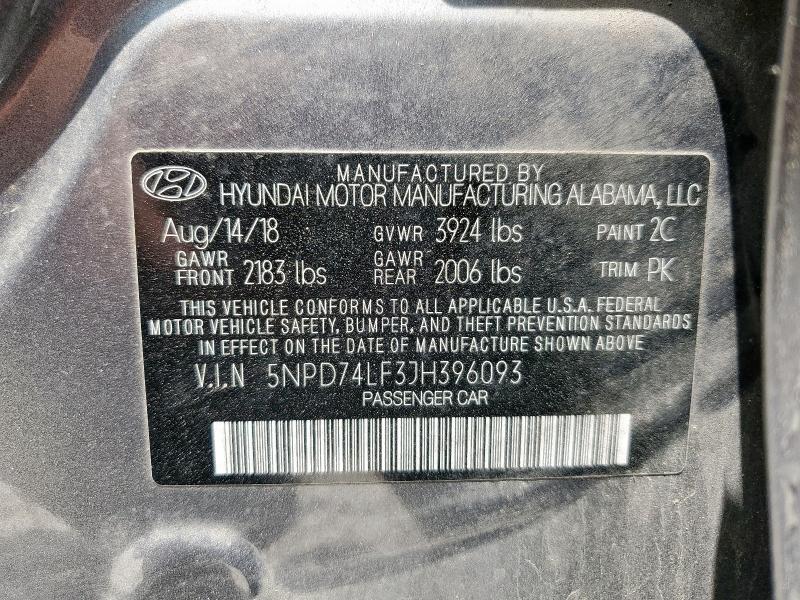 MANUFACTURED BY
HYUNDAI MOTOR MANUFACTURING ALABAMA, LLC
Aug/14/18 GVWR 3924 lbs PAINT 2C
GAWR FRONT 2183 lbs GAWR REAR 2006 lbs TRIM PK
THIS VEHICLE CONFORMS TO ALL APPLICABLE U.S.A. FEDERAL
MOTOR VEHICLE SAFETY, BUMPER, AND THEFT PREVENTION STANDARDS
IN EFFECT ON THE DATE OF MANUFACTURE SHOWN ABOVE
V.I.N 5NPD74LF3JH396093
PASSENGER CAR